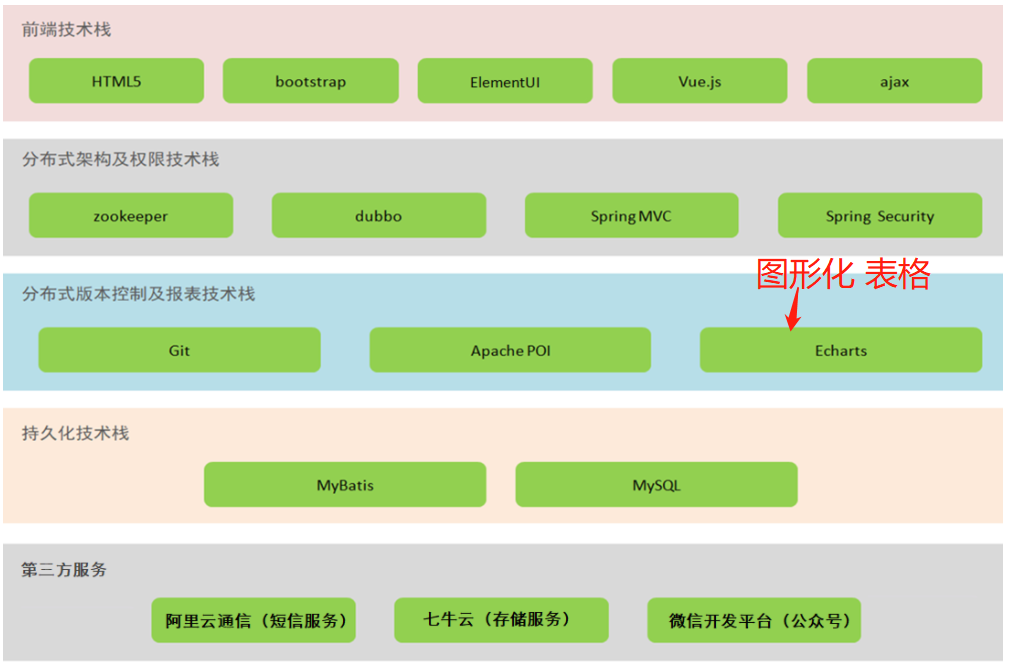 前端技术栈
HTML5
bootstrap
ElementUI
Vue.js
ajax
分布式架构及权限技术栈
zookeeper
dubbo
Spring MVC
Spring Security
图形化 表格
分布式版本控制及报表技术栈
Git
Apache POI
Echarts
持久化技术栈
MyBatis
MySQL
第三方服务
阿里云通信（短信服务）
七牛云（存储服务）
微信开发平台（公众号）